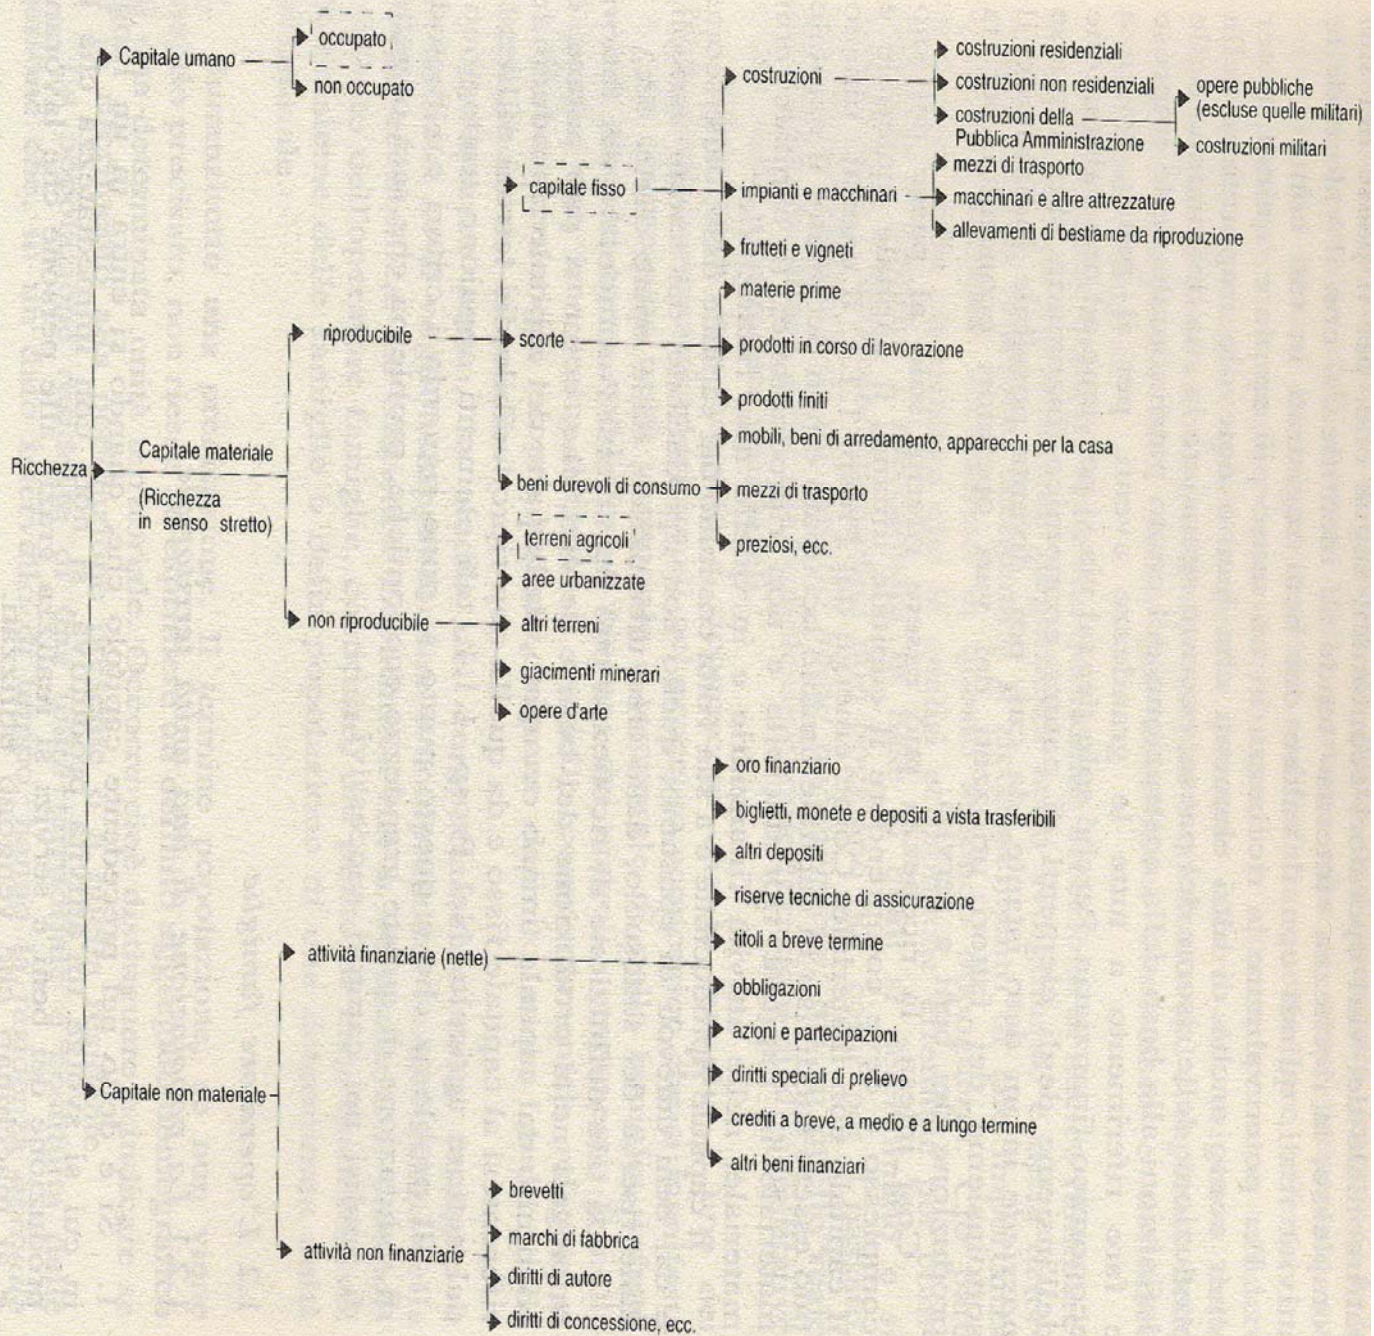 Ricchezza
Capitale umano
occupato
non occupato
Capitale materiale
(Ricchezza
in senso stretto)
riproducibile
capitale fisso
costruzioni
costruzioni residenziali
costruzioni non residenziali
costruzioni della
Pubblica Amministrazione
opere pubbliche
(escluse quelle militari)
costruzioni militari
impianti e macchinari
mezzi di trasporto
macchinari e altre attrezzature
allevamenti di bestiame da riproduzione
frutteti e vigneti
scorte
materie prime
prodotti in corso di lavorazione
prodotti finiti
beni durevoli di consumo
mobili, beni di arredamento, apparecchi per la casa
mezzi di trasporto
preziosi, ecc.
non riproducibile
terreni agricoli
aree urbanizzate
altri terreni
giacimenti minerari
opere d'arte
Capitale non materiale
attività finanziarie (nette)
oro finanziario
biglietti, monete e depositi a vista trasferibili
altri depositi
riserve tecniche di assicurazione
titoli a breve termine
obbligazioni
azioni e partecipazioni
diritti speciali di prelievo
crediti a breve, a medio e a lungo termine
altri beni finanziari
attività non finanziarie
brevetti
marchi di fabbrica
diritti di autore
diritti di concessione, ecc.